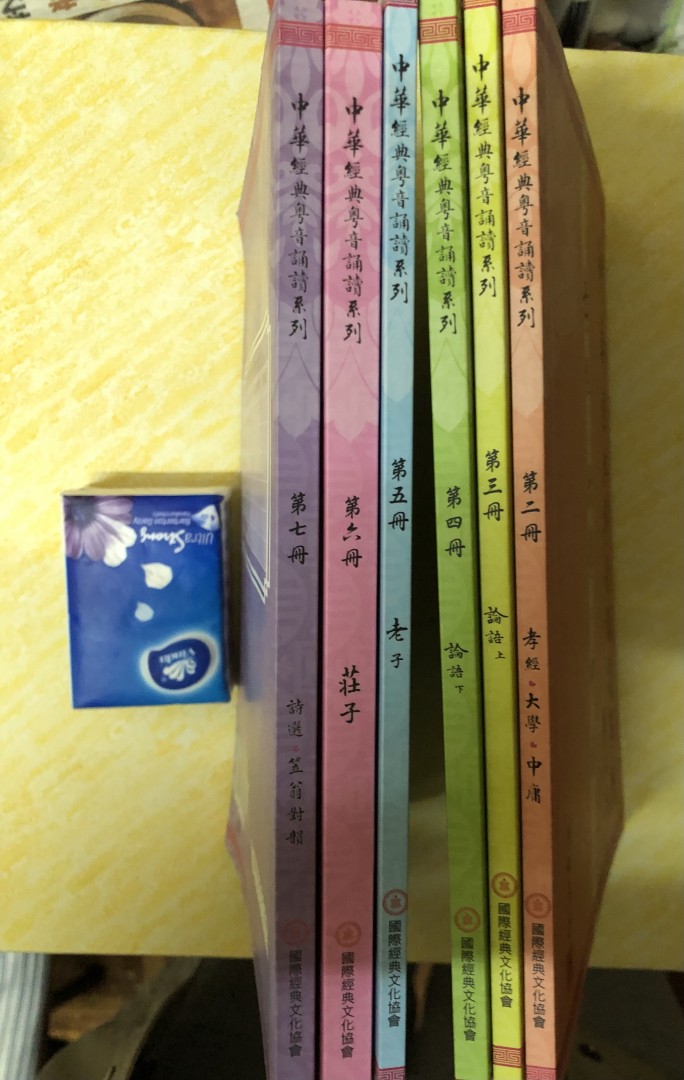 中華經典粵音誦讀系列
第七冊
詩選・笠翁對韻
國際經典文化協會
中華經典粵音誦讀系列
第六冊
莊子
國際經典文化協會
中華經典粵音誦讀系列
第五冊
老子
國際經典文化協會
中華經典粵音誦讀系列
第四冊
論語 下
國際經典文化協會
中華經典粵音誦讀系列
第三冊
論語 上
國際經典文化協會
中華經典粵音誦讀系列
第二冊
孝經・大學・中庸
國際經典文化協會
Vinda
Ultra Strong
Barberton Daisy